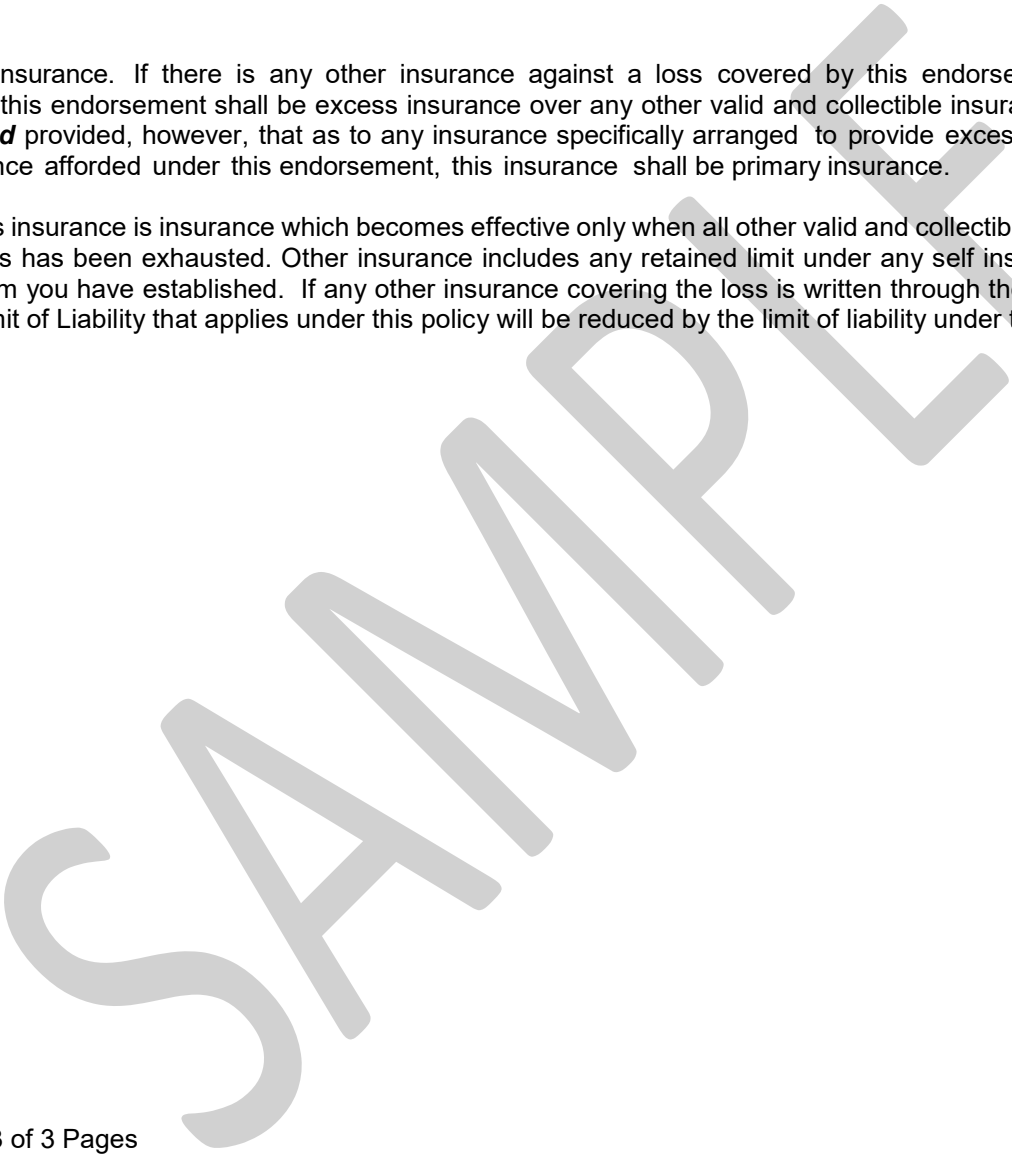 nsurance. If there is any other insurance against a loss covered by this endorse
this endorsement shall be excess insurance over any other valid and collectible insura
d provided, however, that as to any insurance specifically arranged to provide exces
nce afforded under this endorsement, this insurance shall be primary insurance.
s insurance is insurance which becomes effective only when all other valid and collectib
s has been exhausted. Other insurance includes any retained limit under any self ins
m you have established. If any other insurance covering the loss is written through the
mit of Liability that applies under this policy will be reduced by the limit of liability under t
SAMPLE
3 of 3 Pages